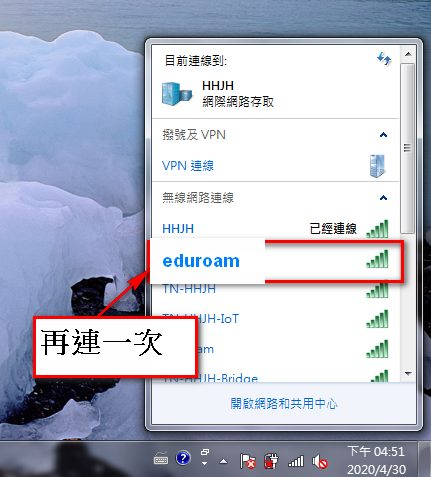 目前連線到:
HHJH
網際網路存取
撥號及 VPN
VPN 連線
無線網路連線
HHJH 已經連線
eduroam
TN-HHJH
TN-HHJH-IoT
再連一次
am
TN-HHJH-Bridge
開啟網路和共用中心
下午 04:51
2020/4/30